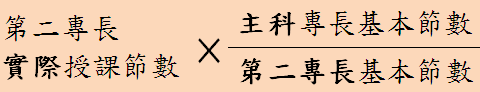 第二專長
實際授課節數
×
主科專長基本節數
第二專長基本節數